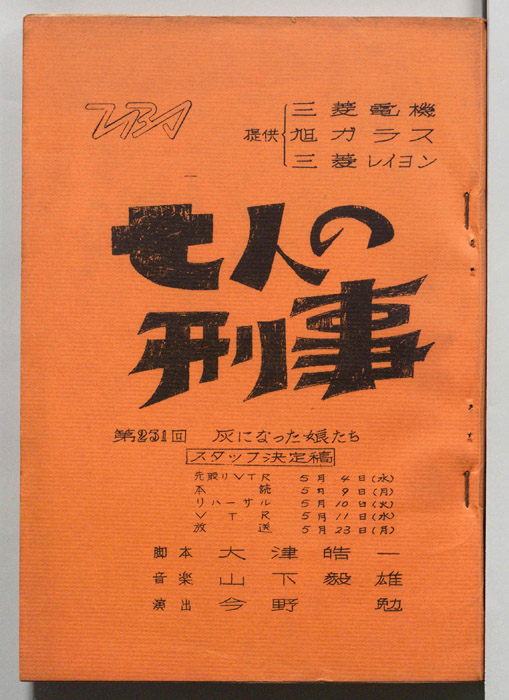 TBS
提供
三菱電機
旭ガラス
三菱レイヨン
七人の
刑事
第231回 灰になった娘たち
スタッフ決定稿
先取りVTR 5月4日(水)
本読 5月9日(月)
リハーサル 5月10日(火)
VTR 5月11日(水)
放送 5月23日(月)
脚本 大津皓一
音楽 山下毅雄
演出 今野勉